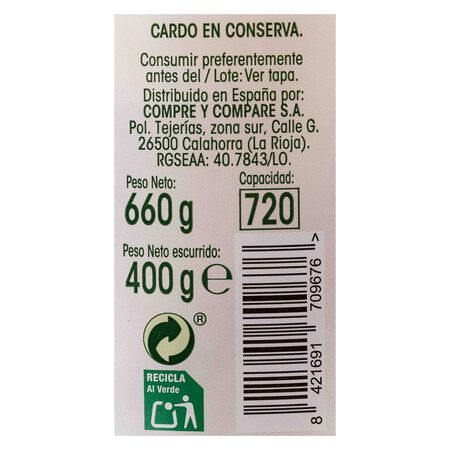 CARDO EN CONSERVA.
Consumir preferentemente
antes del / Lote: Ver tapa.
Distribuido en España por:
COMPRE Y COMPARE S.A.
Pol. Tejerías, zona sur, Calle G.
26500 Calahorra (La Rioja).
RGSEAA: 40.7843/LO.
Peso Neto:
660 g
Capacidad:
720
Peso Neto escurrido:
400 g ℮
®
RECICLA
Al Verde
8 421691 709676 >